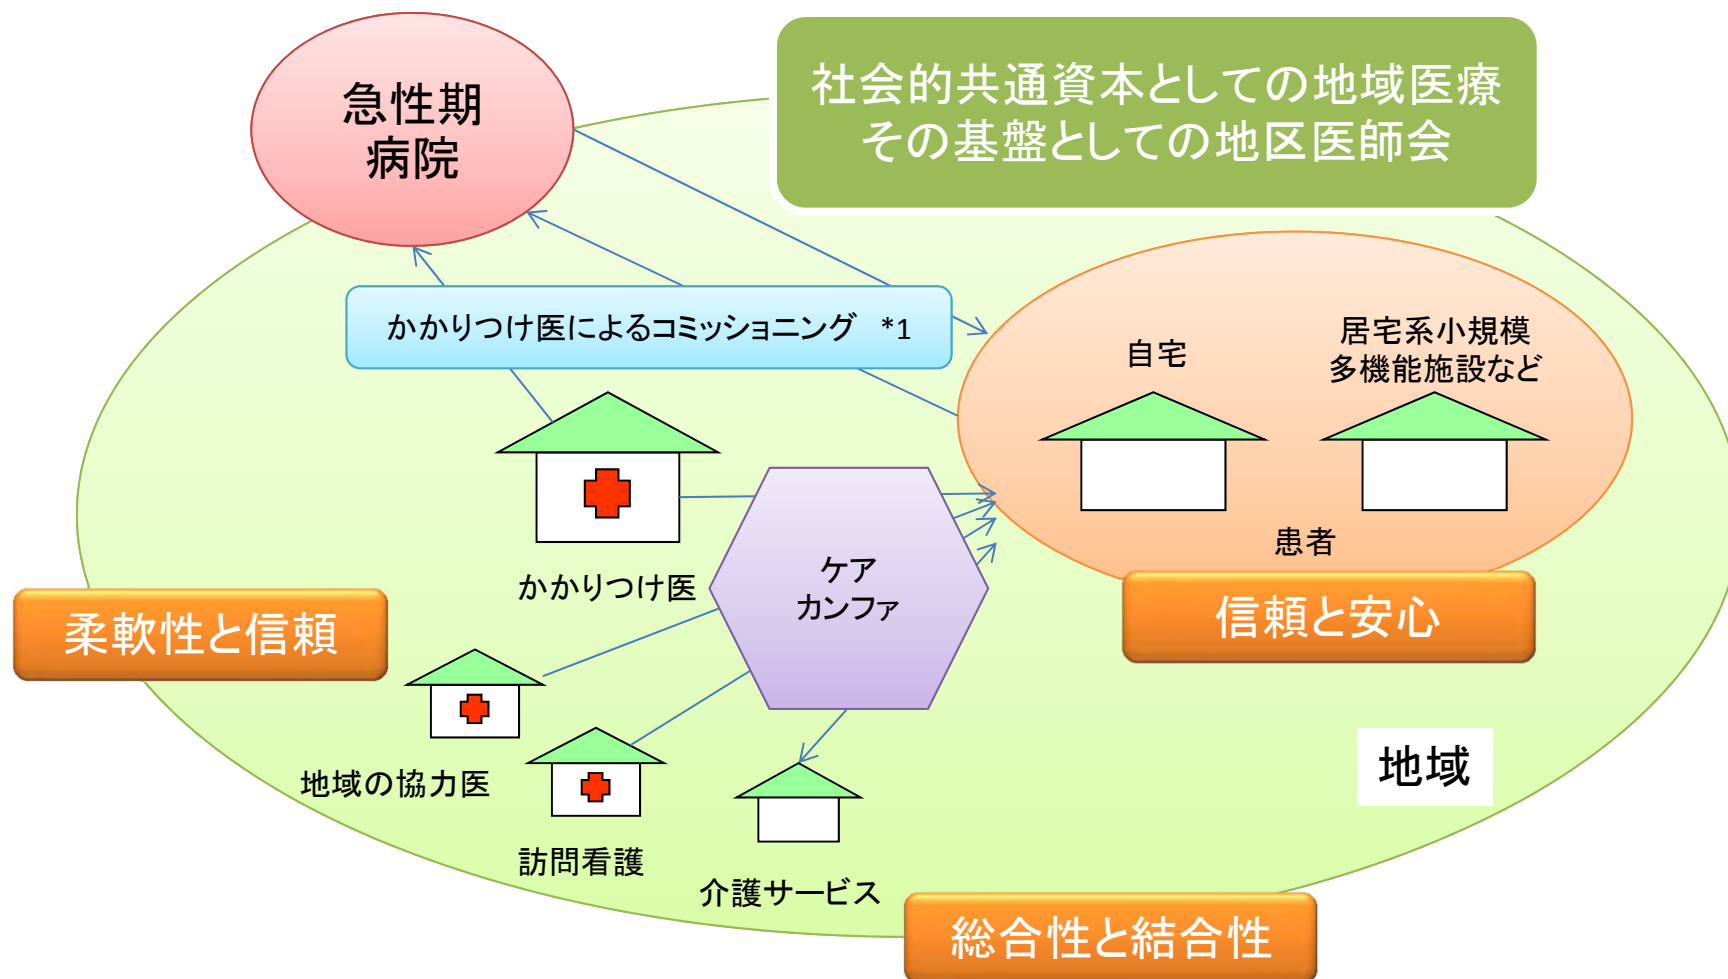 急性期
病院
社会的共通資本としての地域医療
その基盤としての地区医師会
かかりつけ医によるコミッショニング *1
自宅
居宅系小規模
多機能施設など
患者
かかりつけ医
ケア
カンファ
柔軟性と信頼
信頼と安心
地域の協力医
地域
訪問看護
介護サービス
総合性と結合性